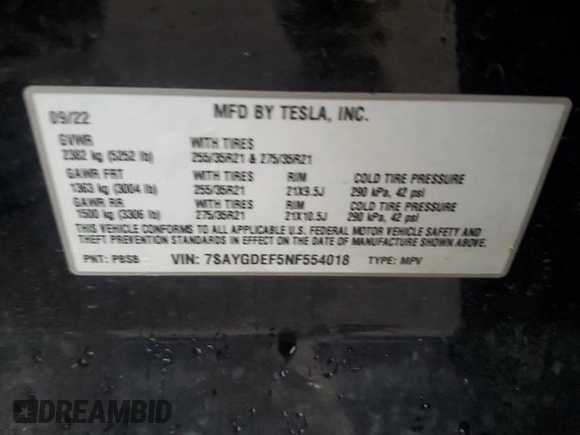 09/22 MFD BY TESLA, INC.
GVWR WITH TIRES
2382 kg (5252 lb) 255/35R21 & 275/35R21
GAWR FRT WITH TIRES RIM COLD TIRE PRESSURE
1363 kg (3004 lb) 255/35R21 21X9.5J 290 kPa, 42 psi
GAWR RR WITH TIRES RIM COLD TIRE PRESSURE
1500 kg (3306 lb) 275/35R21 21X10.5J 290 kPa, 42 psi
THIS VEHICLE CONFORMS TO ALL APPLICABLE U.S. FEDERAL MOTOR VEHICLE SAFETY AND
THEFT PREVENTION STANDARDS IN EFFECT ON THE DATE OF MANUFACTURE SHOWN ABOVE.
PNT: PBSB VIN: 7SAYGDEF5NF554018 TYPE: MPV
DREAMBID